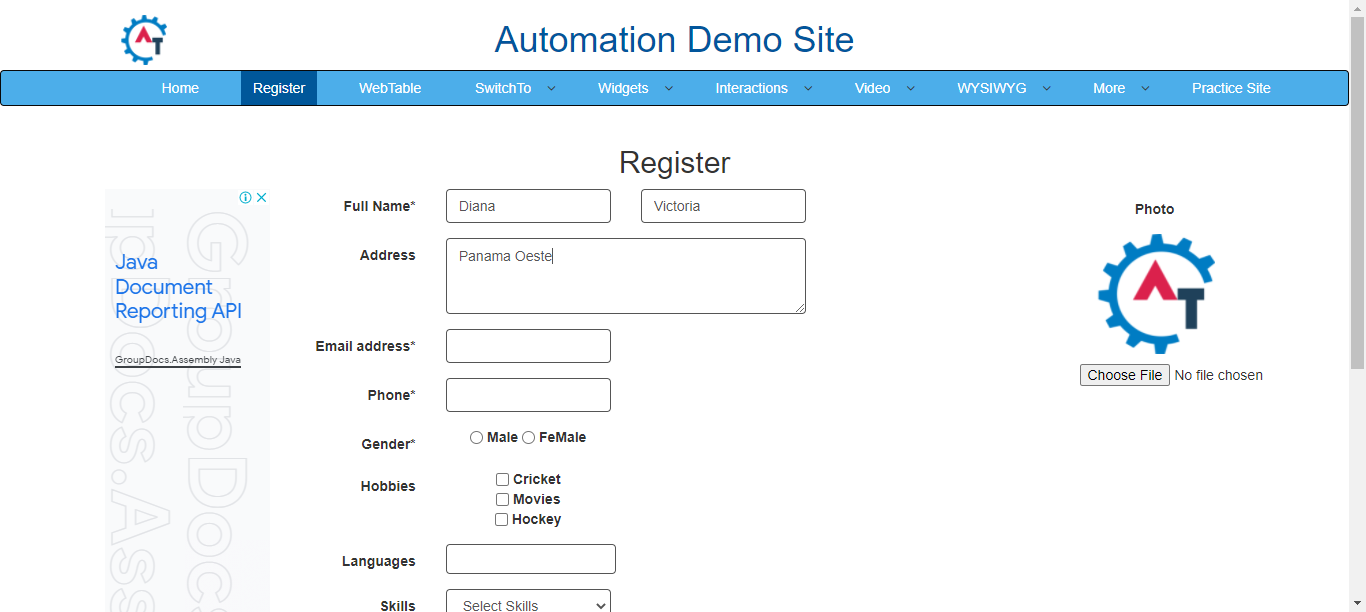 AT
Automation Demo Site
Home Register WebTable SwitchTo Widgets Interactions Video WYSIWYG More Practice Site
Register
Full Name* Diana Victoria
Photo
Address Panama Oeste
AT
Email address*
Choose File No file chosen
Phone*
Gender* Male FeMale
Hobbies Cricket
Movies
Hockey
Languages
Skills Select Skills
Java
Document
Reporting API
GroupDocs.Assembly Java
GroupDocs